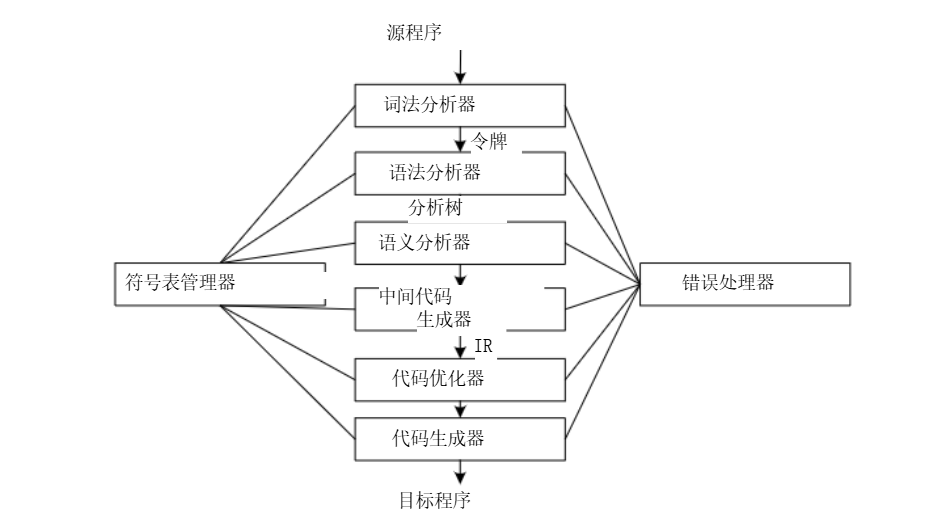 源程序
词法分析器
令牌
语法分析器
分析树
语义分析器
符号表管理器
错误处理器
中间代码
生成器
IR
代码优化器
代码生成器
目标程序